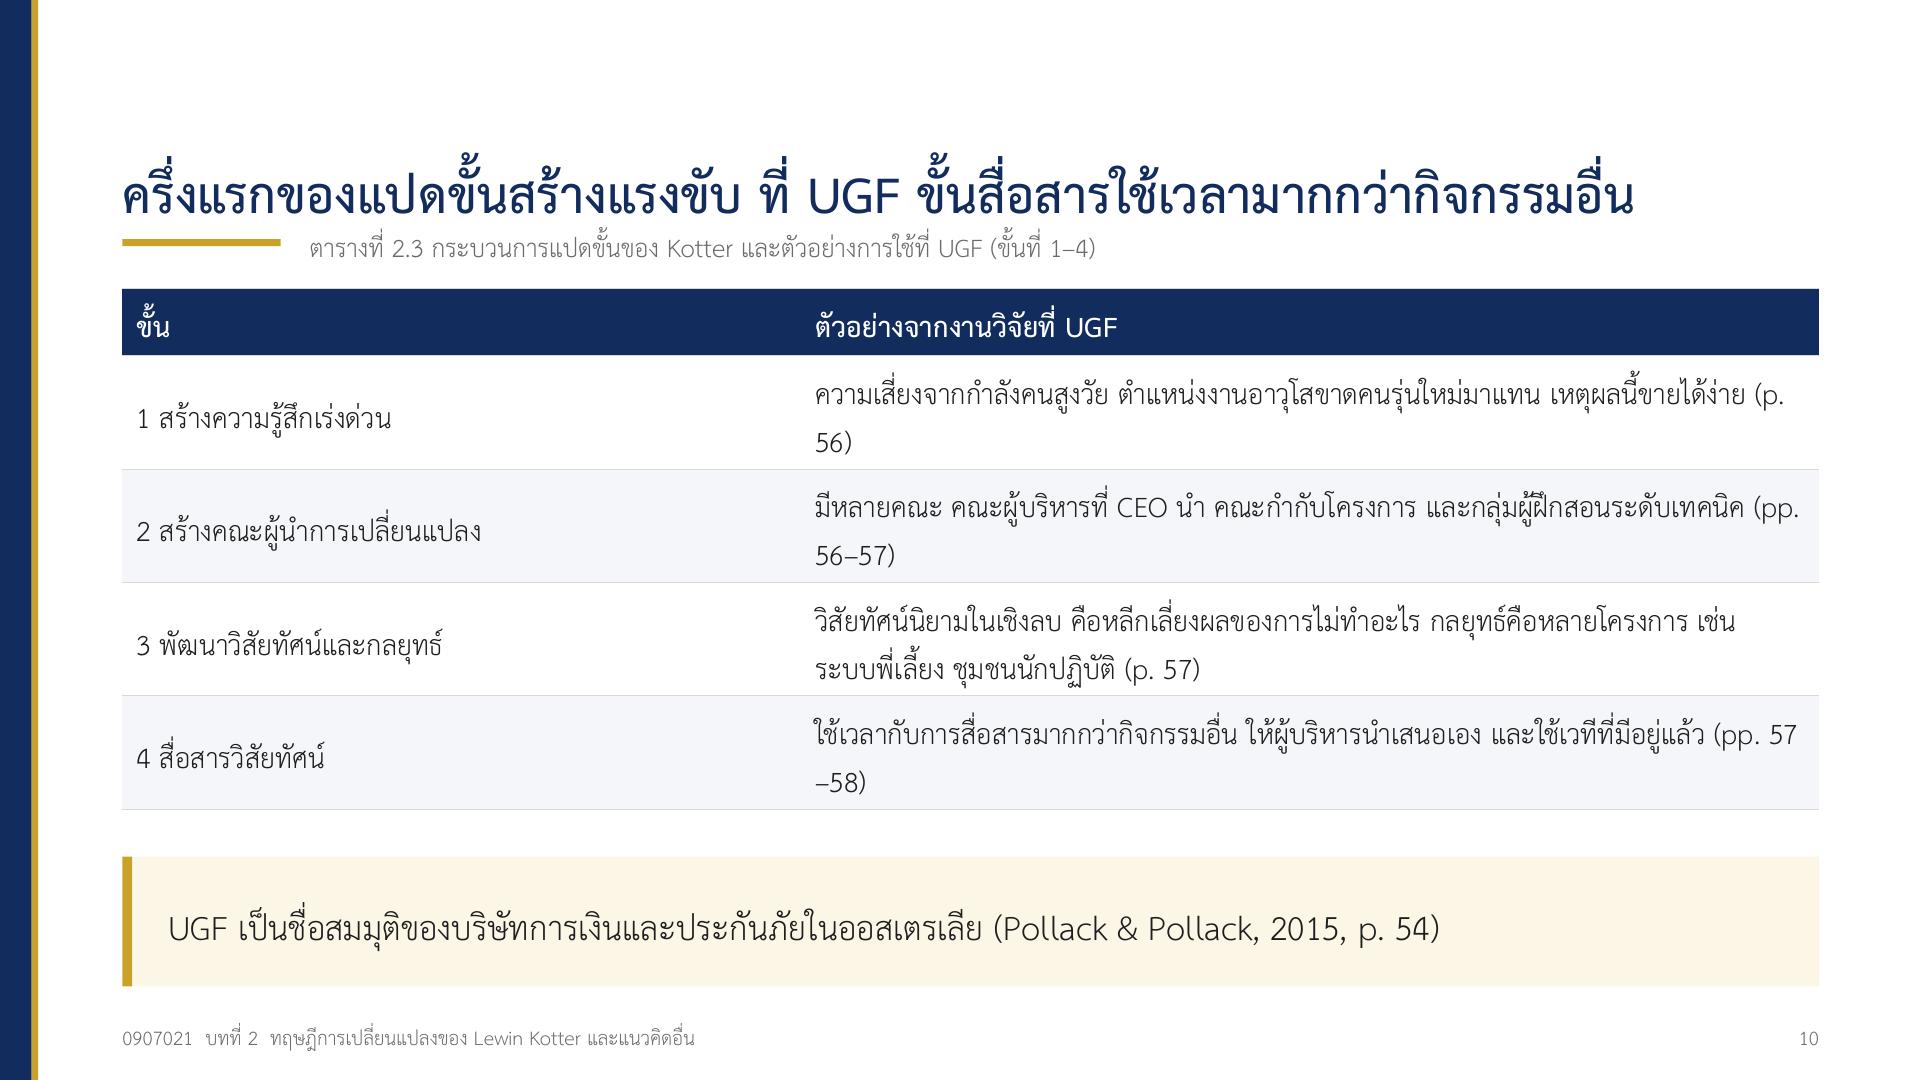 ครึ่งแรกของแปดขั้นสร้างแรงขับ ที่ UGF ขั้นสื่อสารใช้เวลามากกว่ากิจกรรมอื่น
ตารางที่ 2.3 กระบวนการแปดขั้นของ Kotter และตัวอย่างการใช้ที่ UGF (ขั้นที่ 1–4)
ขั้น
ตัวอย่างจากงานวิจัยที่ UGF
1 สร้างความรู้สึกเร่งด่วน
ความเสี่ยงจากกำลังคนสูงวัย ตำแหน่งงานอาวุโสขาดคนรุ่นใหม่มาแทน เหตุผลนี้ขายได้ง่าย (p.
56)
2 สร้างคณะผู้นำการเปลี่ยนแปลง
มีหลายคณะ คณะผู้บริหารที่ CEO นำ คณะกำกับโครงการ และกลุ่มผู้ฝึกสอนระดับเทคนิค (pp.
56–57)
3 พัฒนาวิสัยทัศน์และกลยุทธ์
วิสัยทัศน์นิยามในเชิงลบ คือหลีกเลี่ยงผลของการไม่ทำอะไร กลยุทธ์คือหลายโครงการ เช่น
ระบบพี่เลี้ยง ชุมชนนักปฏิบัติ (p. 57)
4 สื่อสารวิสัยทัศน์
ใช้เวลากับการสื่อสารมากกว่ากิจกรรมอื่น ให้ผู้บริหารนำเสนอเอง และใช้เวทีที่มีอยู่แล้ว (pp. 57
–58)
UGF เป็นชื่อสมมุติของบริษัทการเงินและประกันภัยในออสเตรเลีย (Pollack & Pollack, 2015, p. 54)
0907021 บทที่ 2 ทฤษฎีการเปลี่ยนแปลงของ Lewin Kotter และแนวคิดอื่น
10